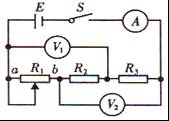 E S A
V₁
a R₁ b R₂ R₃
V₂